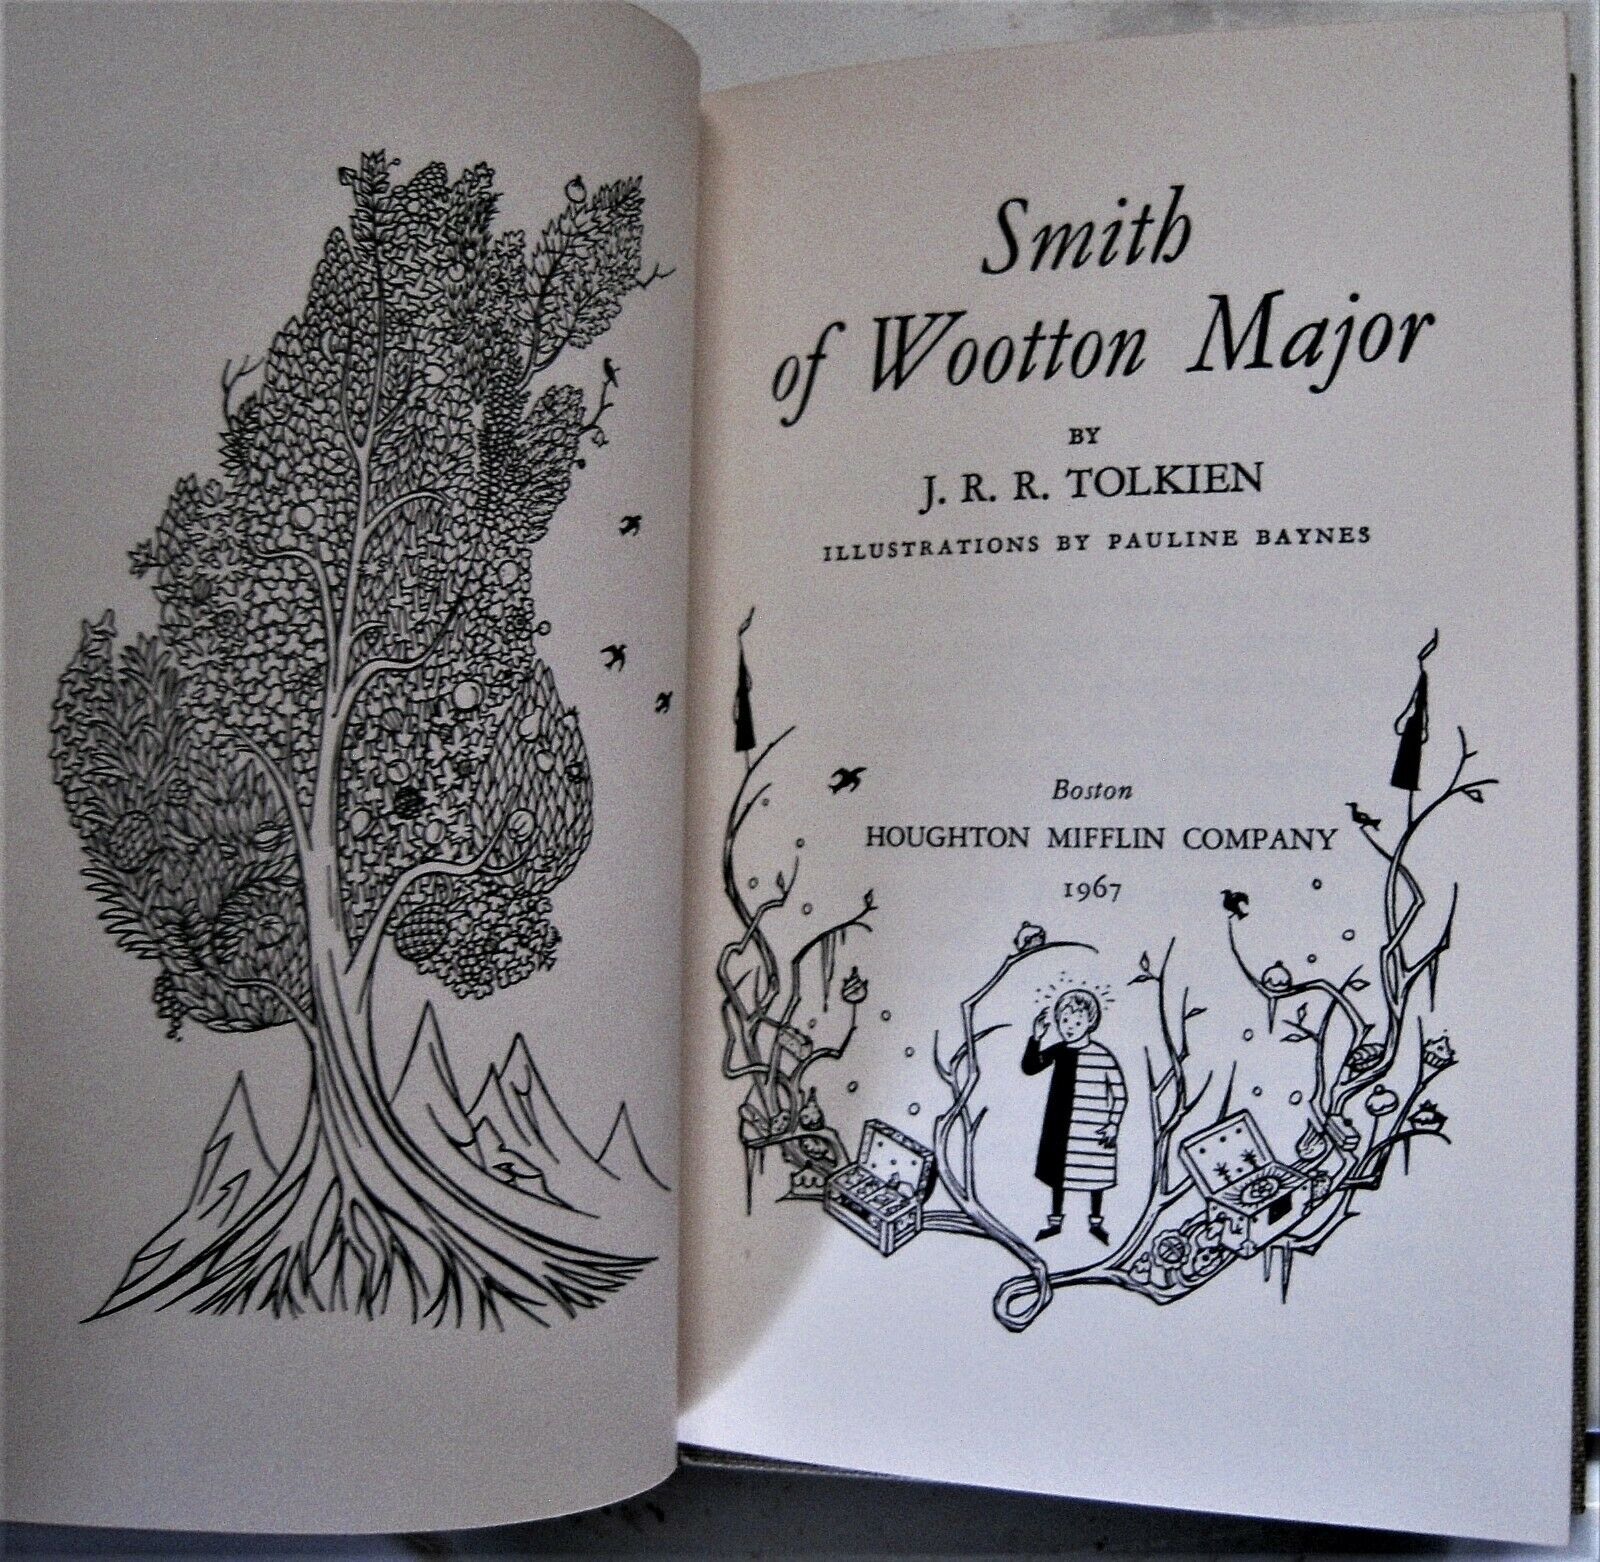 Smith
of Wootton Major
BY
J. R. R. TOLKIEN
ILLUSTRATIONS BY PAULINE BAYNES
Boston
HOUGHTON MIFFLIN COMPANY
1967